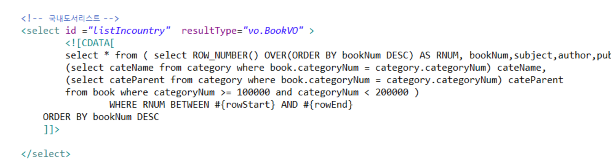 <!-- 국내도서리스트 -->
<select id ="listIncountry"  resultType="vo.BookVO" >
<![CDATA[
select * from ( select ROW_NUMBER() OVER(ORDER BY bookNum DESC) AS RNUM, bookNum,subject,author,pub
(select cateName from category where book.categoryNum = category.categoryNum) cateName,
(select cateParent from category where book.categoryNum = category.categoryNum) cateParent
from book where categoryNum >= 100000 and categoryNum < 200000 )
WHERE RNUM BETWEEN #{rowStart} AND #{rowEnd}
ORDER BY bookNum DESC
]]>
</select>